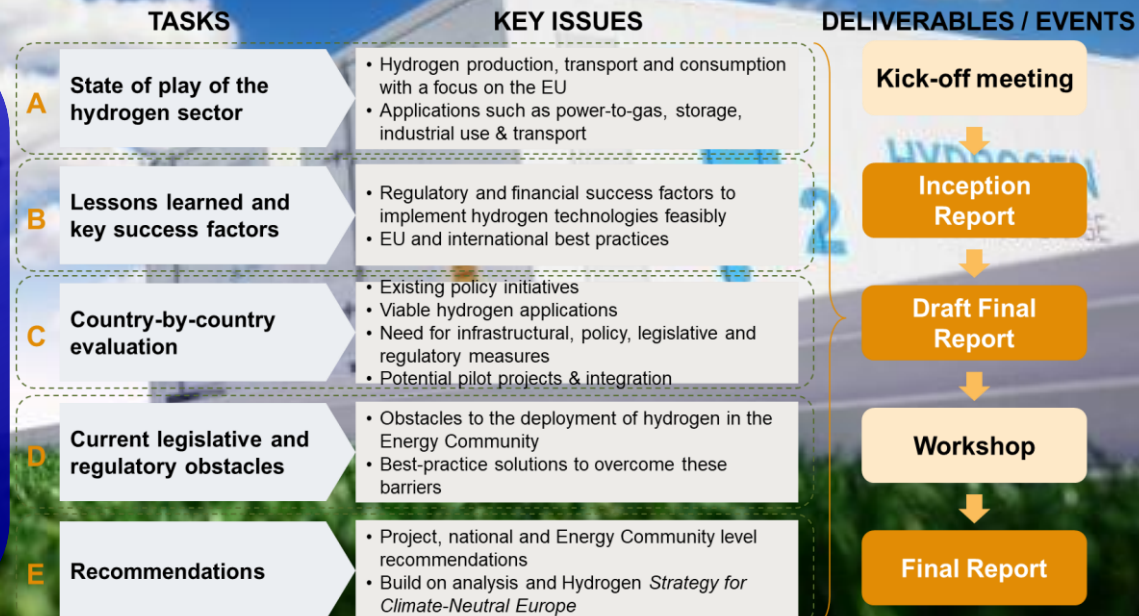 TASKS
KEY ISSUES
DELIVERABLES / EVENTS
A
State of play of the
hydrogen sector
• Hydrogen production, transport and consumption
with a focus on the EU
• Applications such as power-to-gas, storage,
industrial use & transport
B
Lessons learned and
key success factors
• Regulatory and financial success factors to
implement hydrogen technologies feasibly
• EU and international best practices
C
Country-by-country
evaluation
• Existing policy initiatives
• Viable hydrogen applications
• Need for infrastructural, policy, legislative and
regulatory measures
• Potential pilot projects & integration
D
Current legislative and
regulatory obstacles
• Obstacles to the deployment of hydrogen in the
Energy Community
• Best-practice solutions to overcome these
barriers
E
Recommendations
• Project, national and Energy Community level
recommendations
• Build on analysis and Hydrogen Strategy for
Climate-Neutral Europe
Kick-off meeting
Inception
Report
Draft Final
Report
Workshop
Final Report
HYDROGEN
2